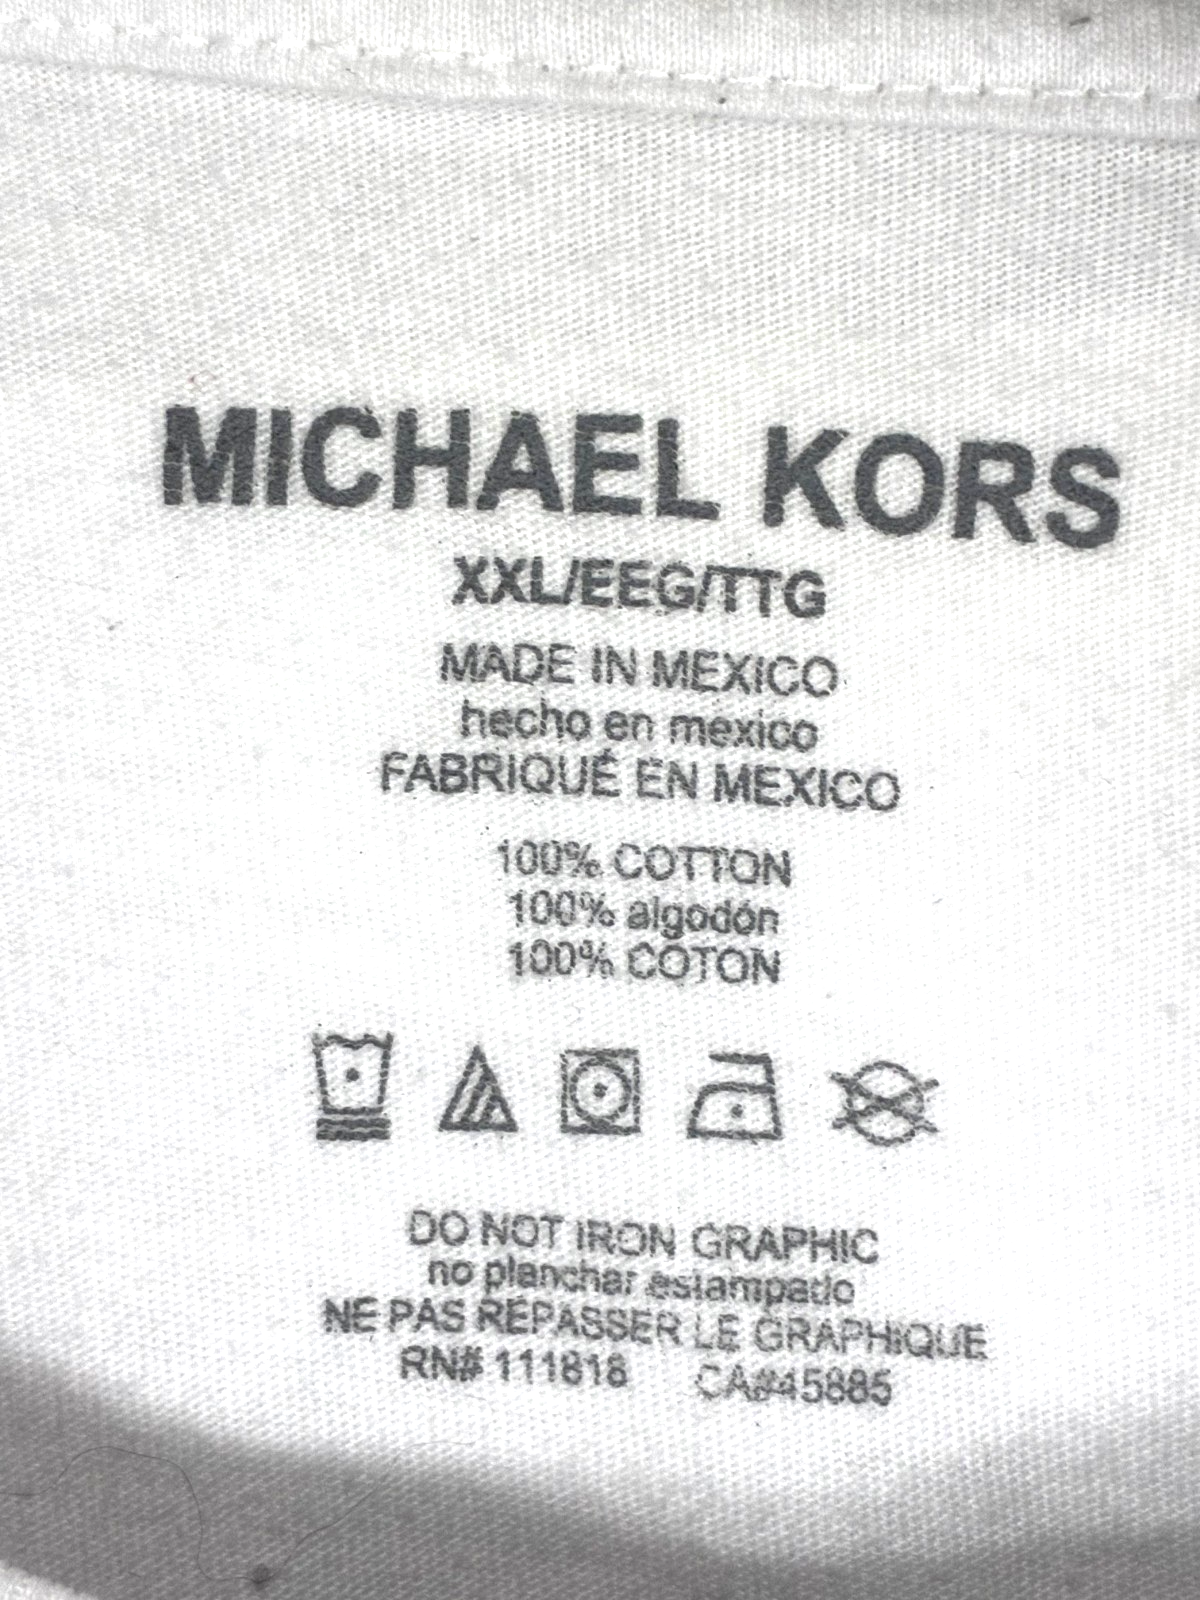 MICHAEL KORS
XXL/EEG/TTG
MADE IN MEXICO
hecho en mexico
FABRIQUÉ EN MEXICO
100% COTTON
100% algodón
100% COTON
DO NOT IRON GRAPHIC
no planchar estampado
NE PAS RÉPASSER LE GRAPHIQUE
RN# 111818 CA#45885